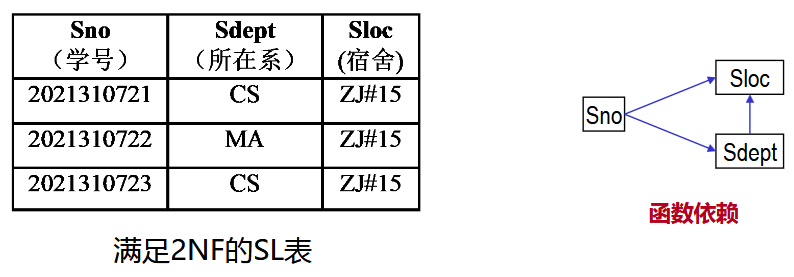 Sno Sdept Sloc
（学号） （所在系） (宿舍)
2021310721 CS ZJ#15
2021310722 MA ZJ#15
2021310723 CS ZJ#15
满足2NF的SL表
Sloc
Sno
Sdept
函数依赖